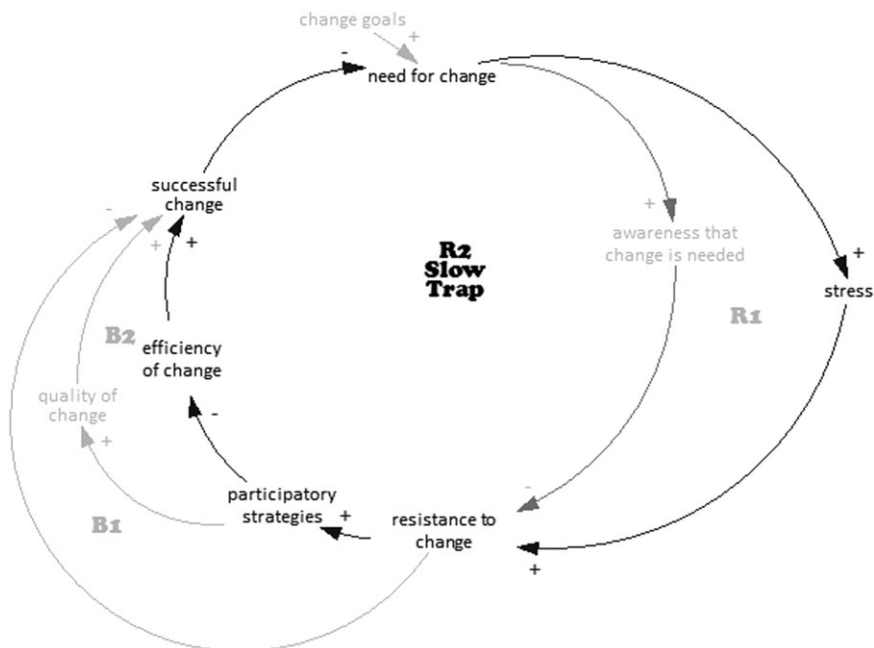 change goals
+
-
need for change
successful
change
-
+
+
+
awareness that
change is needed
R2
Slow
Trap
+
stress
R1
B2
efficiency
of change
quality of
change
-
+
-
participatory
strategies
+
resistance to
change
B1
+